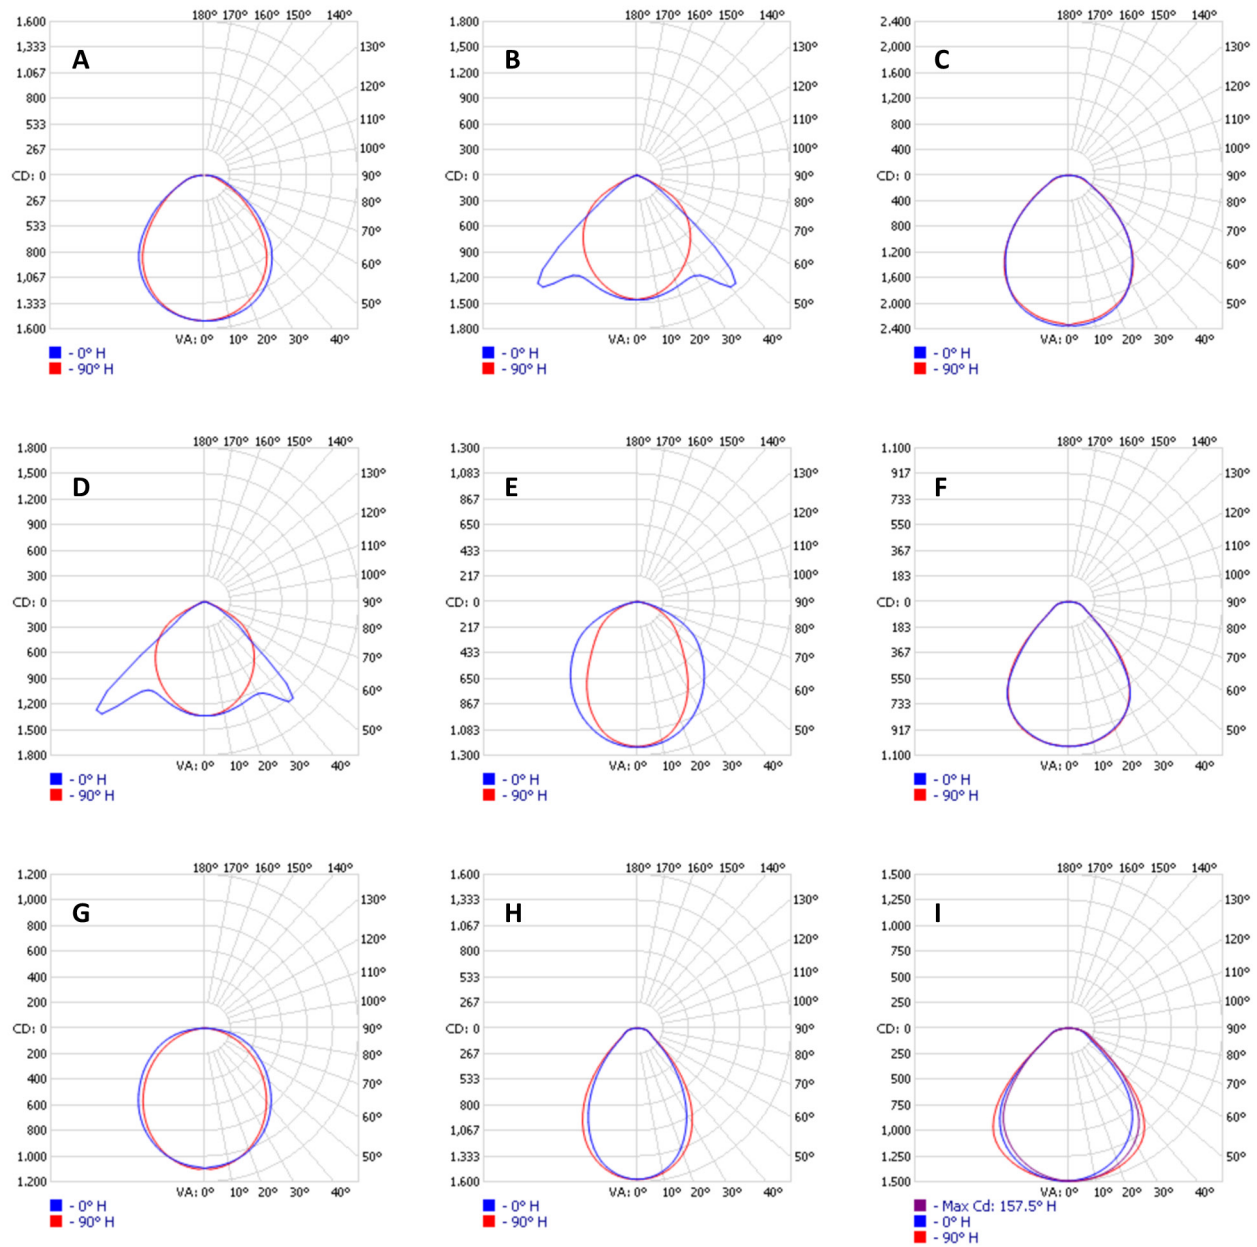 1.600 180° 170° 160° 150° 140°
1,333 130°
A
1.067 120°
800 110°
533 100°
267
CD: 0 90°
267 80°
533 70°
800 60°
1,067
1.333 50°
1.600 VA: 0° 10° 20° 30° 40°
- 0° H
- 90° H
1.800 180° 170° 160° 150° 140°
1,500 130°
B
1.200 120°
900 110°
600 100°
300
CD: 0 90°
300 80°
600 70°
900 60°
1,200
1.500 50°
1.800 VA: 0° 10° 20° 30° 40°
- 0° H
- 90° H
2.400 180° 170° 160° 150° 140°
2,000 130°
C
1,600 120°
1,200 110°
800 100°
400
CD: 0 90°
400 80°
800 70°
1,200 60°
1,600
2,000 50°
2.400 VA: 0° 10° 20° 30° 40°
- 0° H
- 90° H
1.800 180° 170° 160° 150° 140°
1,500 130°
D
1,200 120°
900 110°
600 100°
300
CD: 0 90°
300 80°
600 70°
900 60°
1.200
1,500 50°
1.800 VA: 0° 10° 20° 30° 40°
- 0° H
- 90° H
1.300 180° 170° 160° 150° 140°
1,083 130°
E
867 120°
650 110°
433 100°
217
CD: 0 90°
217 80°
433 70°
650 60°
867
1,083 50°
1.300 VA: 0° 10° 20° 30° 40°
- 0° H
- 90° H
1.100 180° 170° 160° 150° 140°
917 130°
F
733 120°
550 110°
367 100°
183
CD: 0 90°
183 80°
367 70°
550 60°
733
917 50°
1.100 VA: 0° 10° 20° 30° 40°
- 0° H
- 90° H
1.200 180° 170° 160° 150° 140°
1,000 130°
G
800 120°
600 110°
400 100°
200
CD: 0 90°
200 80°
400 70°
600 60°
800
1.000 50°
1.200 VA: 0° 10° 20° 30° 40°
- 0° H
- 90° H
1.600 180° 170° 160° 150° 140°
1,333 130°
H
1.067 120°
800 110°
533 100°
267
CD: 0 90°
267 80°
533 70°
800 60°
1,067
1.333 50°
1.600 VA: 0° 10° 20° 30° 40°
- 0° H
- 90° H
1,500 180° 170° 160° 150° 140°
1,250 130°
I
1,000 120°
750 110°
500 100°
250
CD: 0 90°
250 80°
500 70°
750 60°
1,000
1,250 50°
1,500 VA: 0° 10° 20° 30° 40°
- Max Cd: 157.5° H
- 0° H
- 90° H